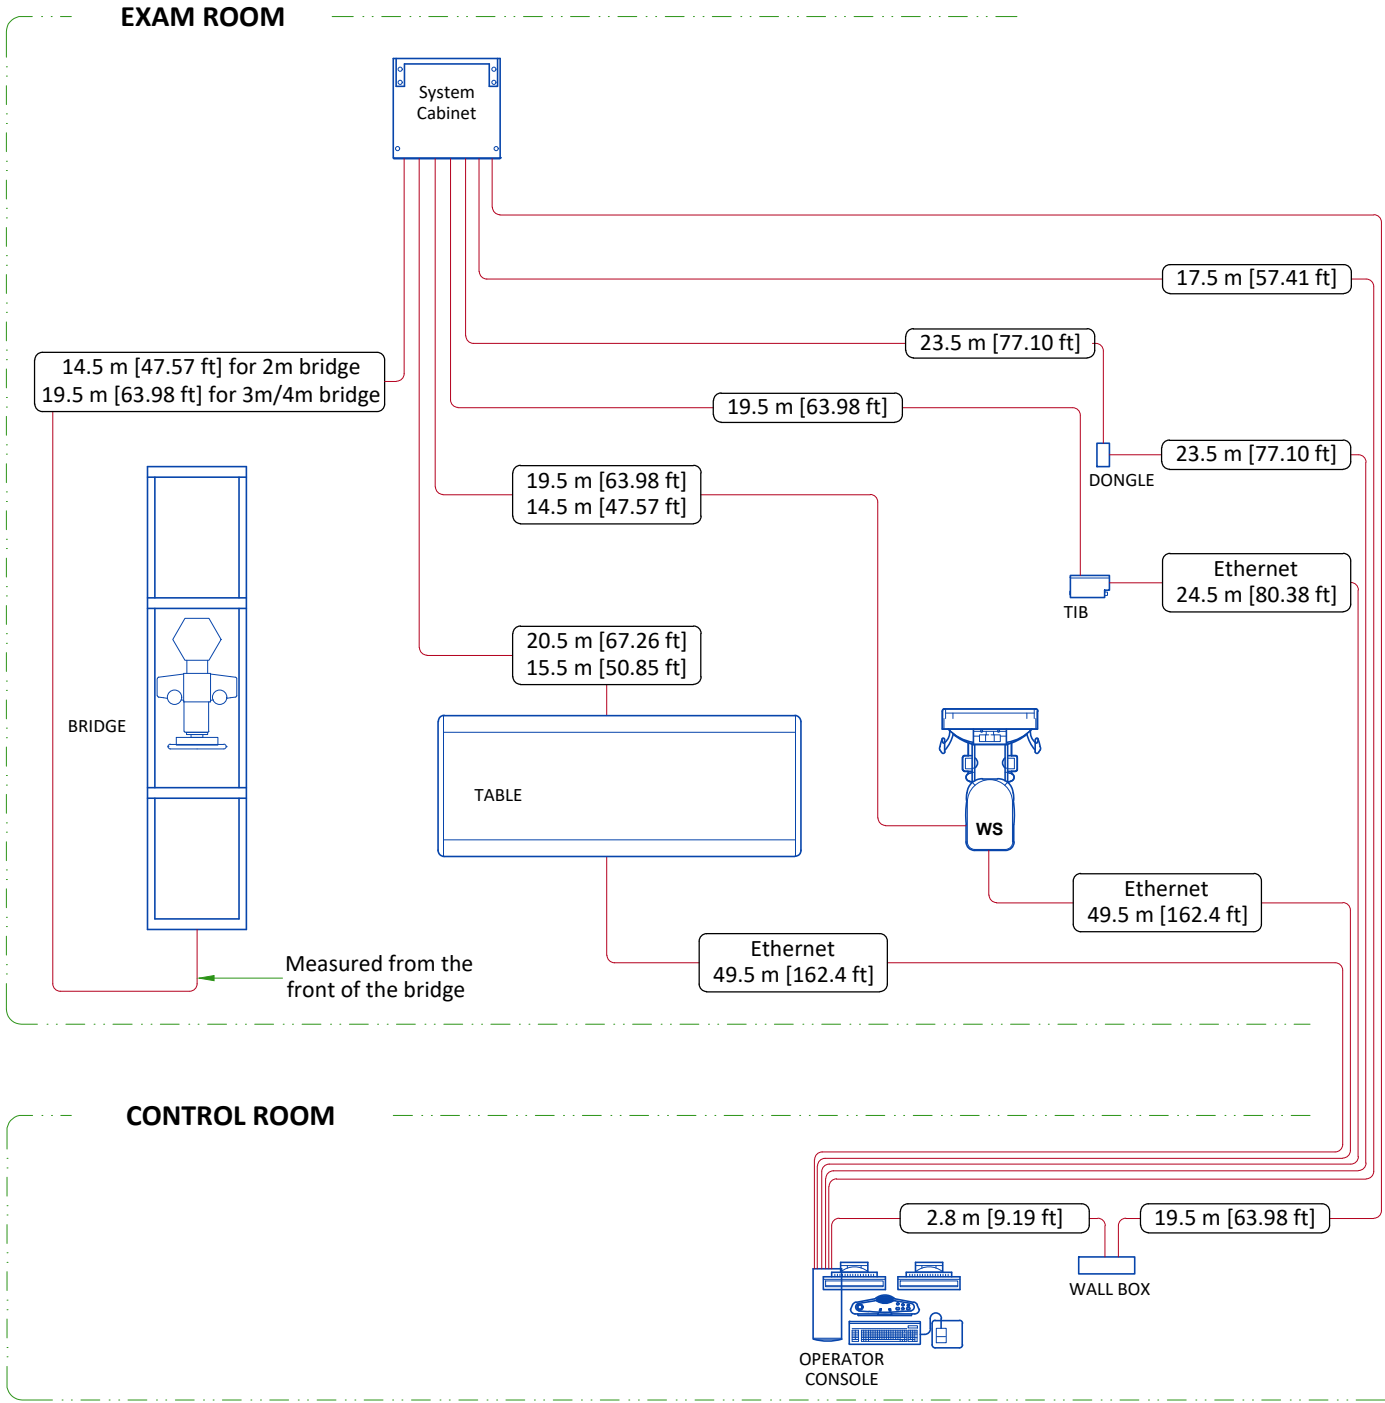 EXAM ROOM
System
Cabinet
17.5 m [57.41 ft]
23.5 m [77.10 ft]
14.5 m [47.57 ft] for 2m bridge
19.5 m [63.98 ft] for 3m/4m bridge
19.5 m [63.98 ft]
23.5 m [77.10 ft]
DONGLE
19.5 m [63.98 ft]
14.5 m [47.57 ft]
Ethernet
24.5 m [80.38 ft]
TIB
20.5 m [67.26 ft]
15.5 m [50.85 ft]
BRIDGE
TABLE
WS
Ethernet
49.5 m [162.4 ft]
Ethernet
49.5 m [162.4 ft]
Measured from the
front of the bridge
CONTROL ROOM
2.8 m [9.19 ft]
19.5 m [63.98 ft]
WALL BOX
OPERATOR
CONSOLE